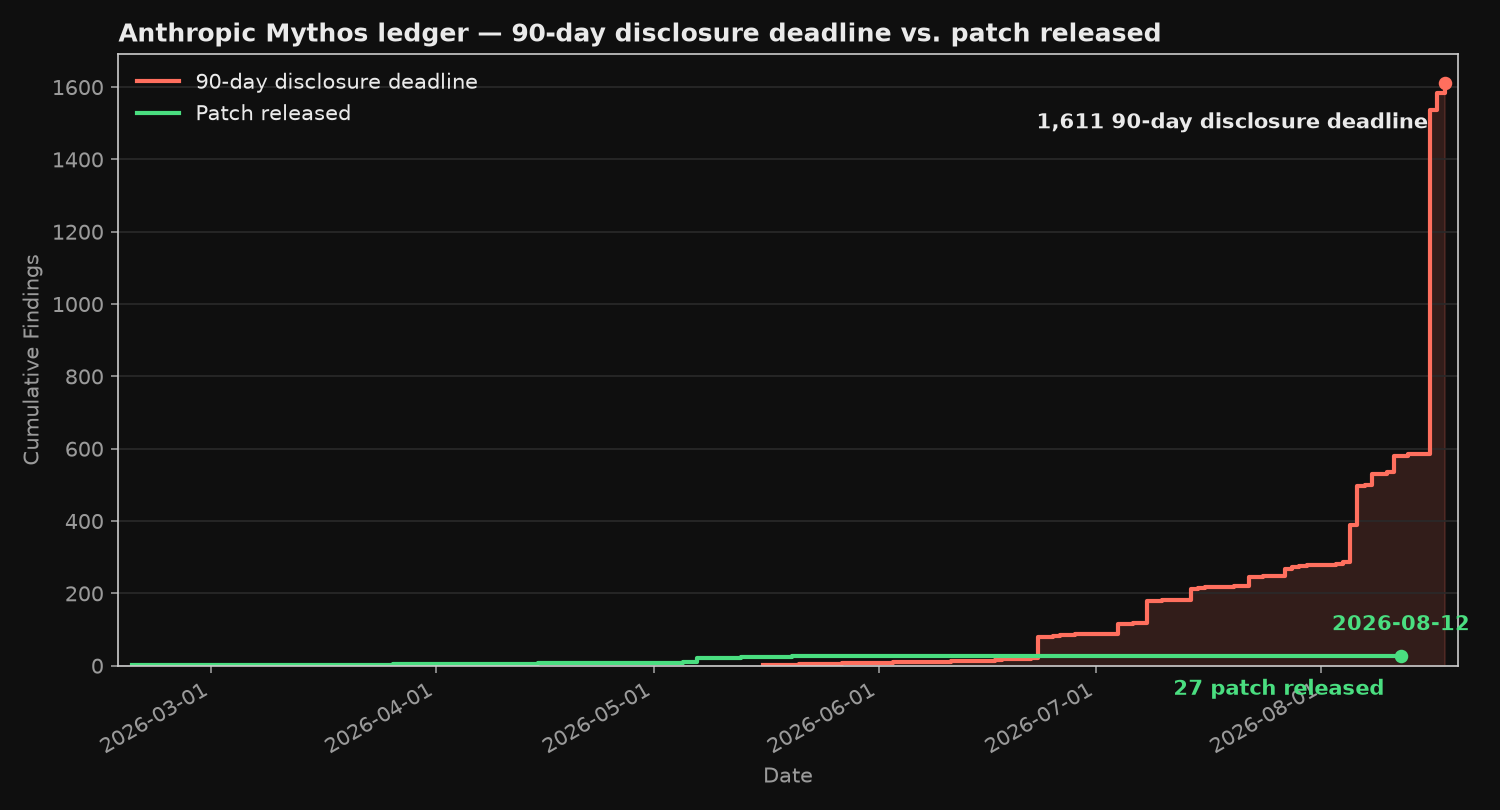 Anthropic Mythos ledger — 90-day disclosure deadline vs. patch released
90-day disclosure deadline
Patch released
1600
1400
1200
1000
800
600
400
200
0
Cumulative Findings
1,611 90-day disclosure deadline
2026-08-12
27 patch released
2026-03-01
2026-04-01
2026-05-01
2026-06-01
2026-07-01
2026-08-01
Date